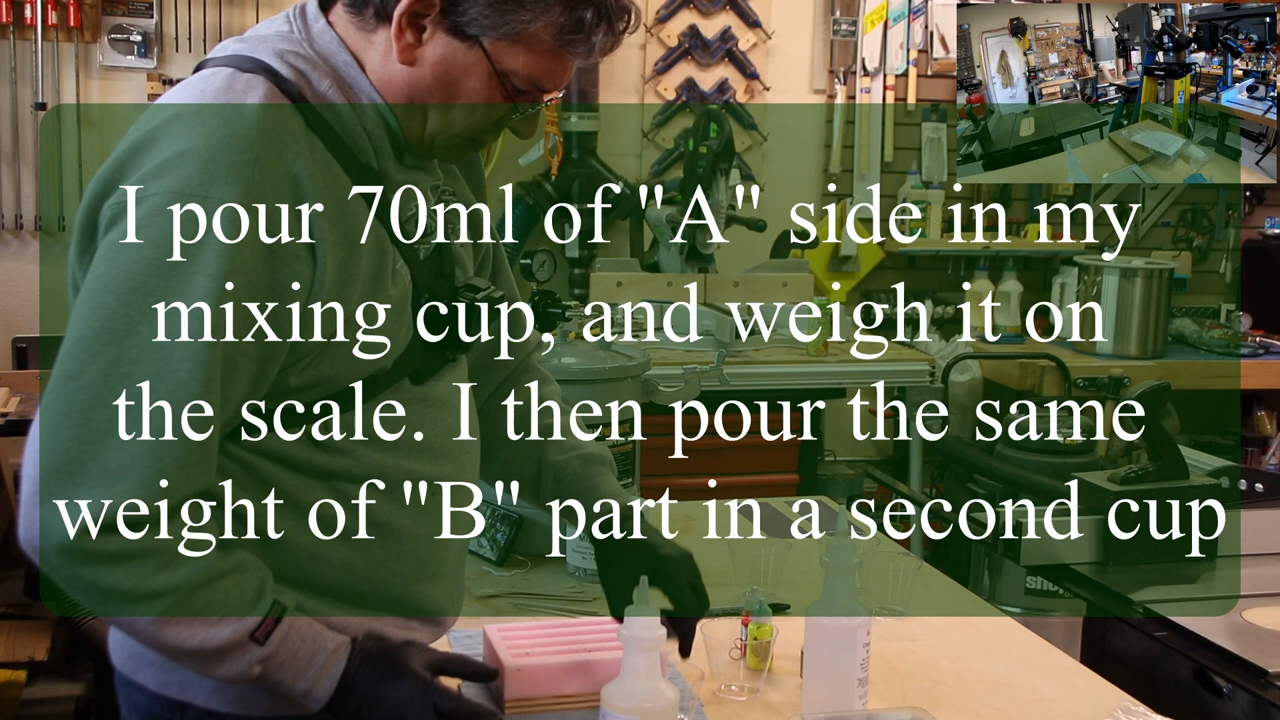 I pour 70ml of "A" side in my
mixing cup, and weigh it on
the scale. I then pour the same
weight of "B" part in a second cup